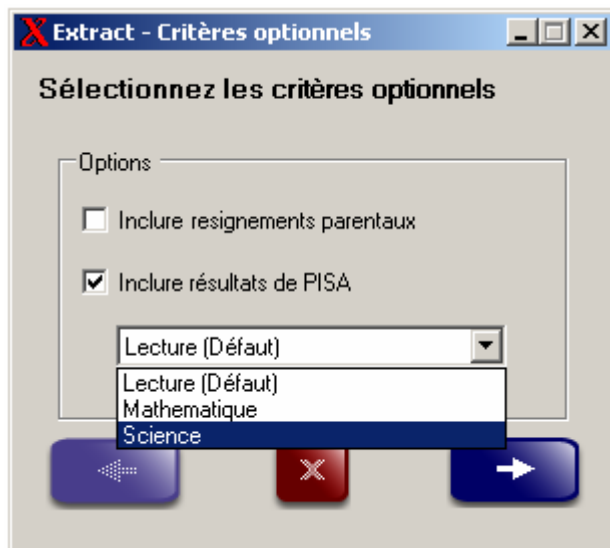 Extract - Critères optionnels
Sélectionnez les critères optionnels
Options
Inclure resignements parentaux
Inclure résultats de PISA
Lecture (Défaut)
Lecture (Défaut)
Mathematique
Science